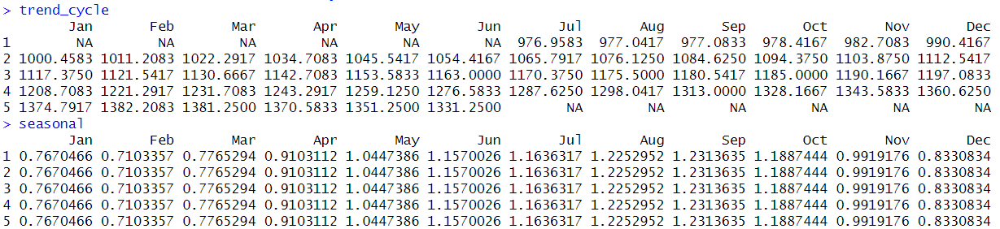 > trend_cycle
Jan Feb Mar Apr May Jun Jul Aug Sep Oct Nov Dec
1 NA NA NA NA NA NA 976.9583 977.0417 977.0833 978.4167 982.7083 990.4167
2 1000.4583 1011.2083 1022.2917 1034.7083 1045.5417 1054.4167 1065.7917 1076.1250 1084.6250 1094.3750 1103.8750 1112.5417
3 1117.3750 1121.5417 1130.6667 1142.7083 1153.5833 1163.0000 1170.3750 1175.5000 1180.5417 1185.0000 1190.1667 1197.0833
4 1208.7083 1221.2917 1231.7083 1243.2917 1259.1250 1276.5833 1287.6250 1298.0417 1313.0000 1328.1667 1343.5833 1360.6250
5 1374.7917 1382.2083 1381.2500 1370.5833 1351.2500 1331.2500 NA NA NA NA NA NA
> seasonal
Jan Feb Mar Apr May Jun Jul Aug Sep Oct Nov Dec
1 0.7670466 0.7103357 0.7765294 0.9103112 1.0447386 1.1570026 1.1636317 1.2252952 1.2313635 1.1887444 0.9919176 0.8330834
2 0.7670466 0.7103357 0.7765294 0.9103112 1.0447386 1.1570026 1.1636317 1.2252952 1.2313635 1.1887444 0.9919176 0.8330834
3 0.7670466 0.7103357 0.7765294 0.9103112 1.0447386 1.1570026 1.1636317 1.2252952 1.2313635 1.1887444 0.9919176 0.8330834
4 0.7670466 0.7103357 0.7765294 0.9103112 1.0447386 1.1570026 1.1636317 1.2252952 1.2313635 1.1887444 0.9919176 0.8330834
5 0.7670466 0.7103357 0.7765294 0.9103112 1.0447386 1.1570026 1.1636317 1.2252952 1.2313635 1.1887444 0.9919176 0.8330834